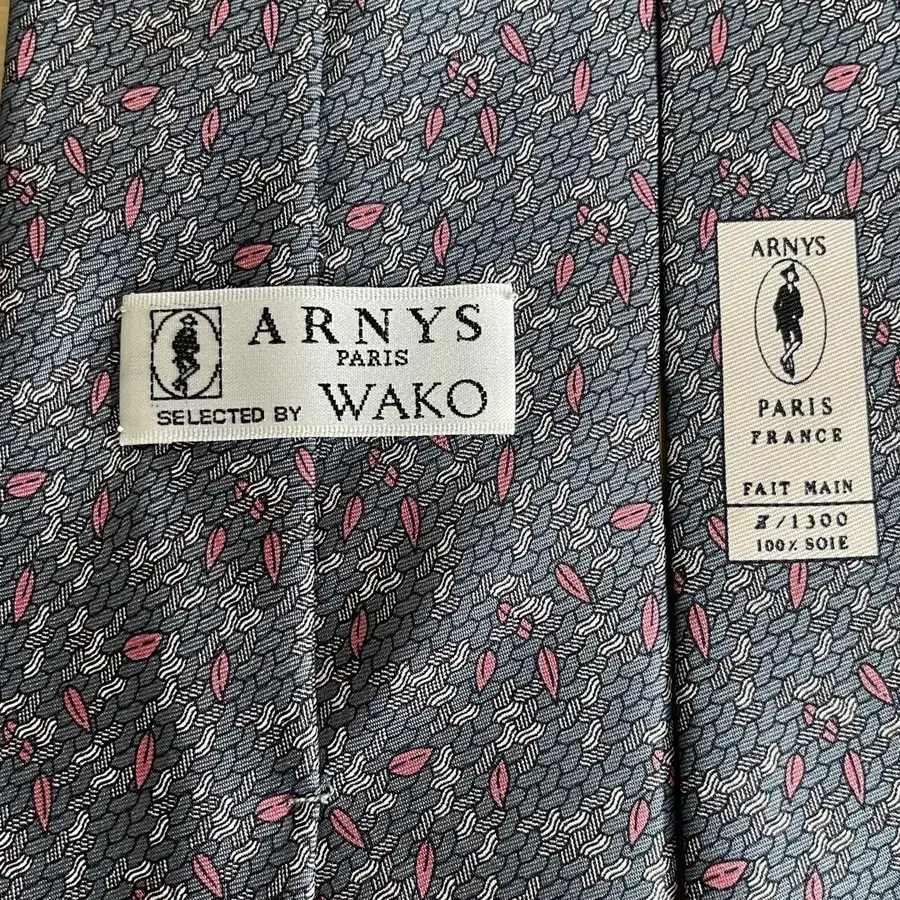 ARNYS
PARIS
SELECTED BY WAKO
ARNYS
PARIS
FRANCE
FAIT MAIN
/1300
100% SOIE